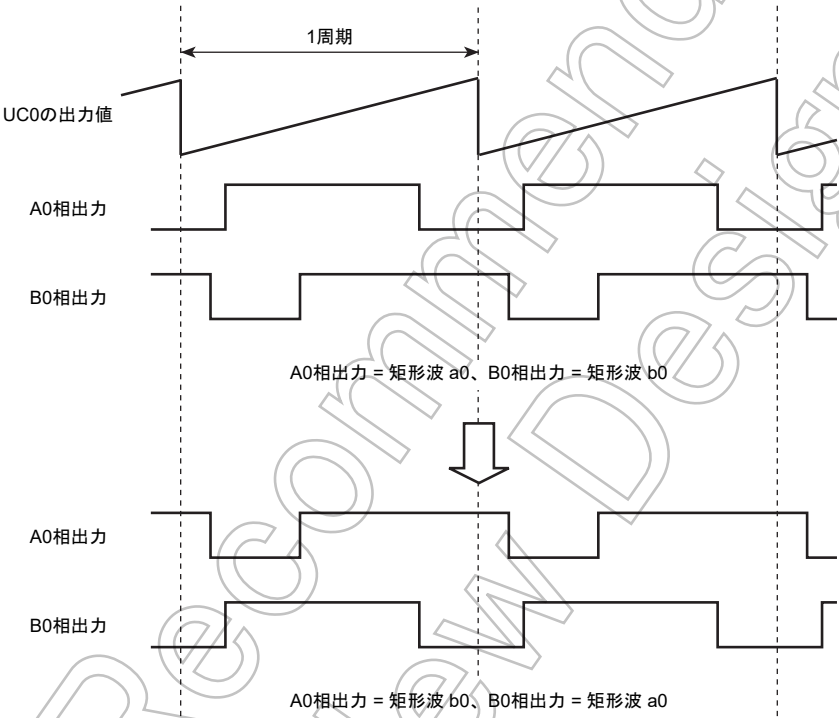 1周期
UC0の出力値
A0相出力
B0相出力
A0相出力 = 矩形波 a0、B0相出力 = 矩形波 b0
A0相出力
B0相出力
A0相出力 = 矩形波 b0、B0相出力 = 矩形波 a0
Recommend
ew Design